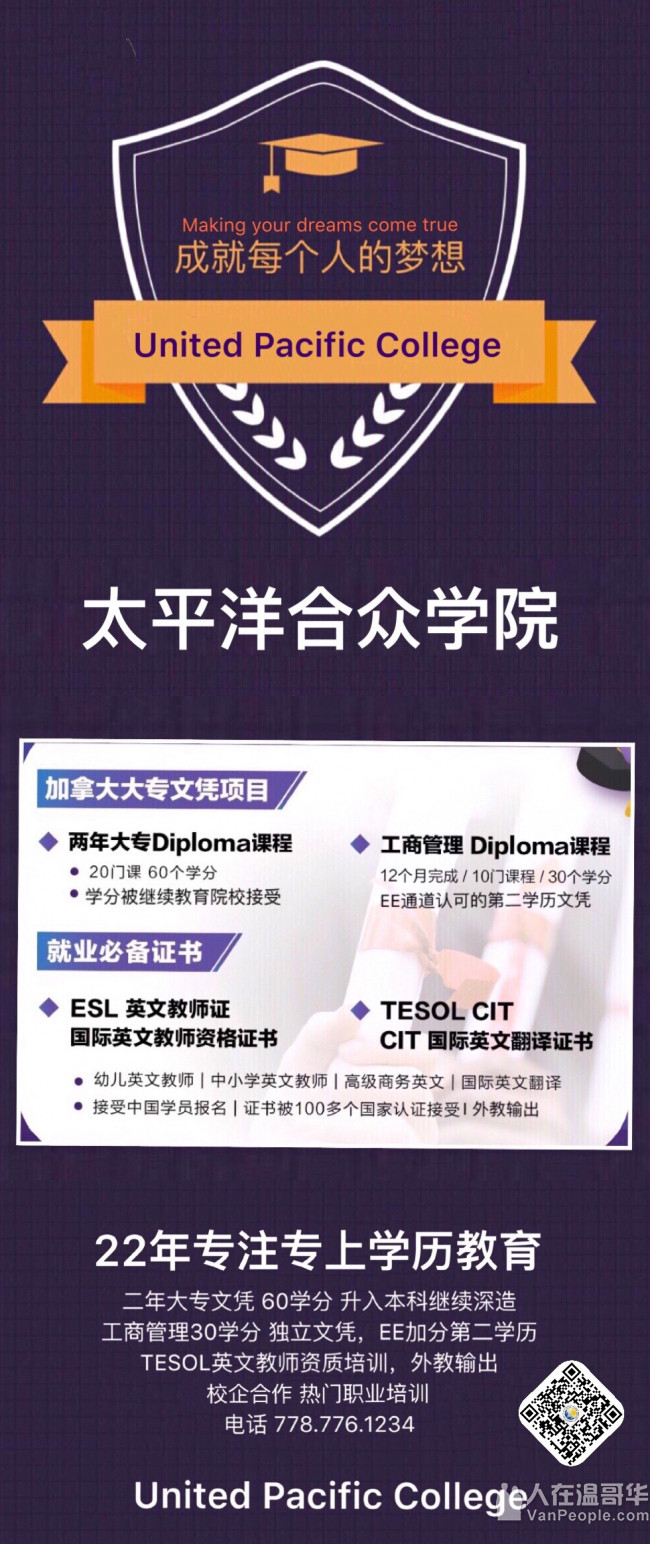 Making your dreams come true
成就每个人的梦想
United Pacific College
太平洋合众学院
加拿大大专文凭项目
两年大专Diploma课程
20门课 60个学分
学分被继续教育院校接受
工商管理 Diploma课程
12个月完成 / 10门课程 / 30个学分
EE通道认可的第二学历文凭
就业必备证书
ESL 英文教师证
国际英文教师资格证书
TESOL CIT
CIT 国际英文翻译证书
幼儿英文教师 | 中小学英文教师 | 高级商务英文 | 国际英文翻译
接受中国学员报名 | 证书被100多个国家认证接受 | 外教输出
22年专注专上学历教育
二年大专文凭 60学分 升入本科继续深造
工商管理30学分 独立文凭，EE加分第二学历
TESOL英文教师资质培训，外教输出
校企合作 热门职业培训
电话 778.776.1234
United Pacific College
人在温哥华
VanPeople.com